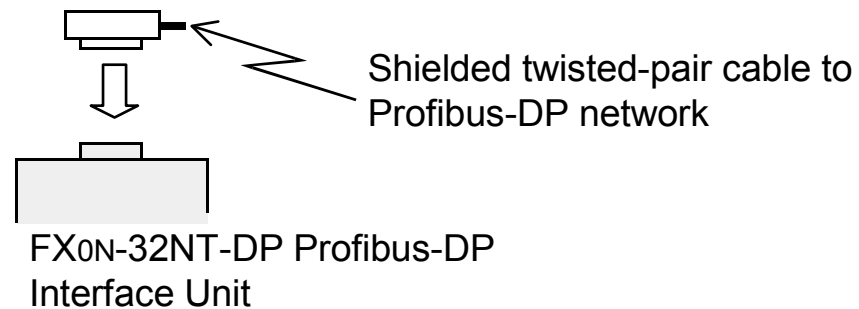 Shielded twisted-pair cable to
Profibus-DP network
FX0N-32NT-DP Profibus-DP
Interface Unit